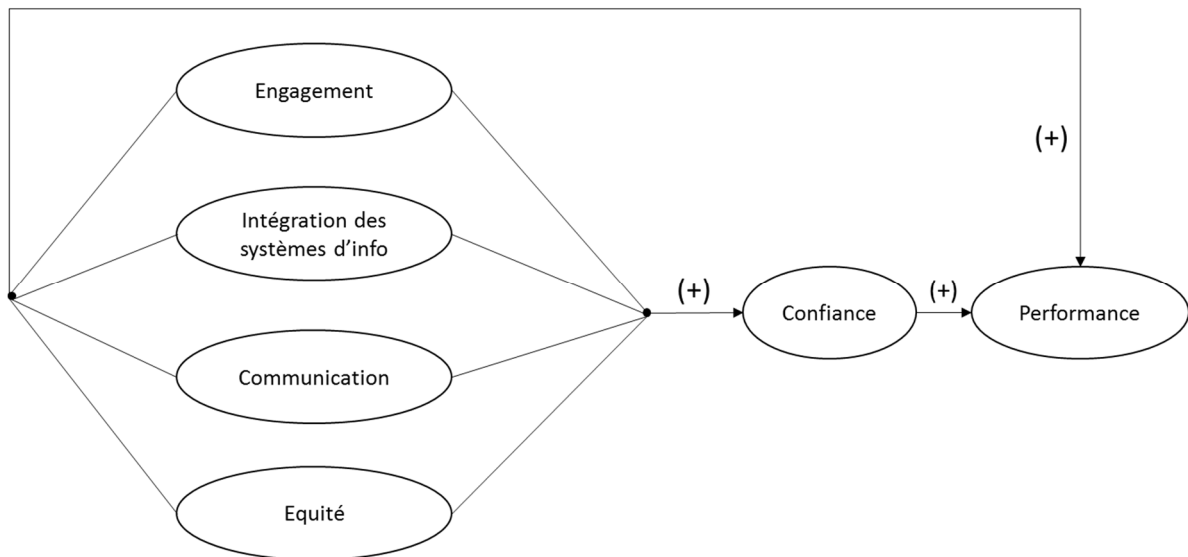 Engagement
(+)
Intégration des
systèmes d'info
(+)
(+)
Confiance
Performance
Communication
Equité